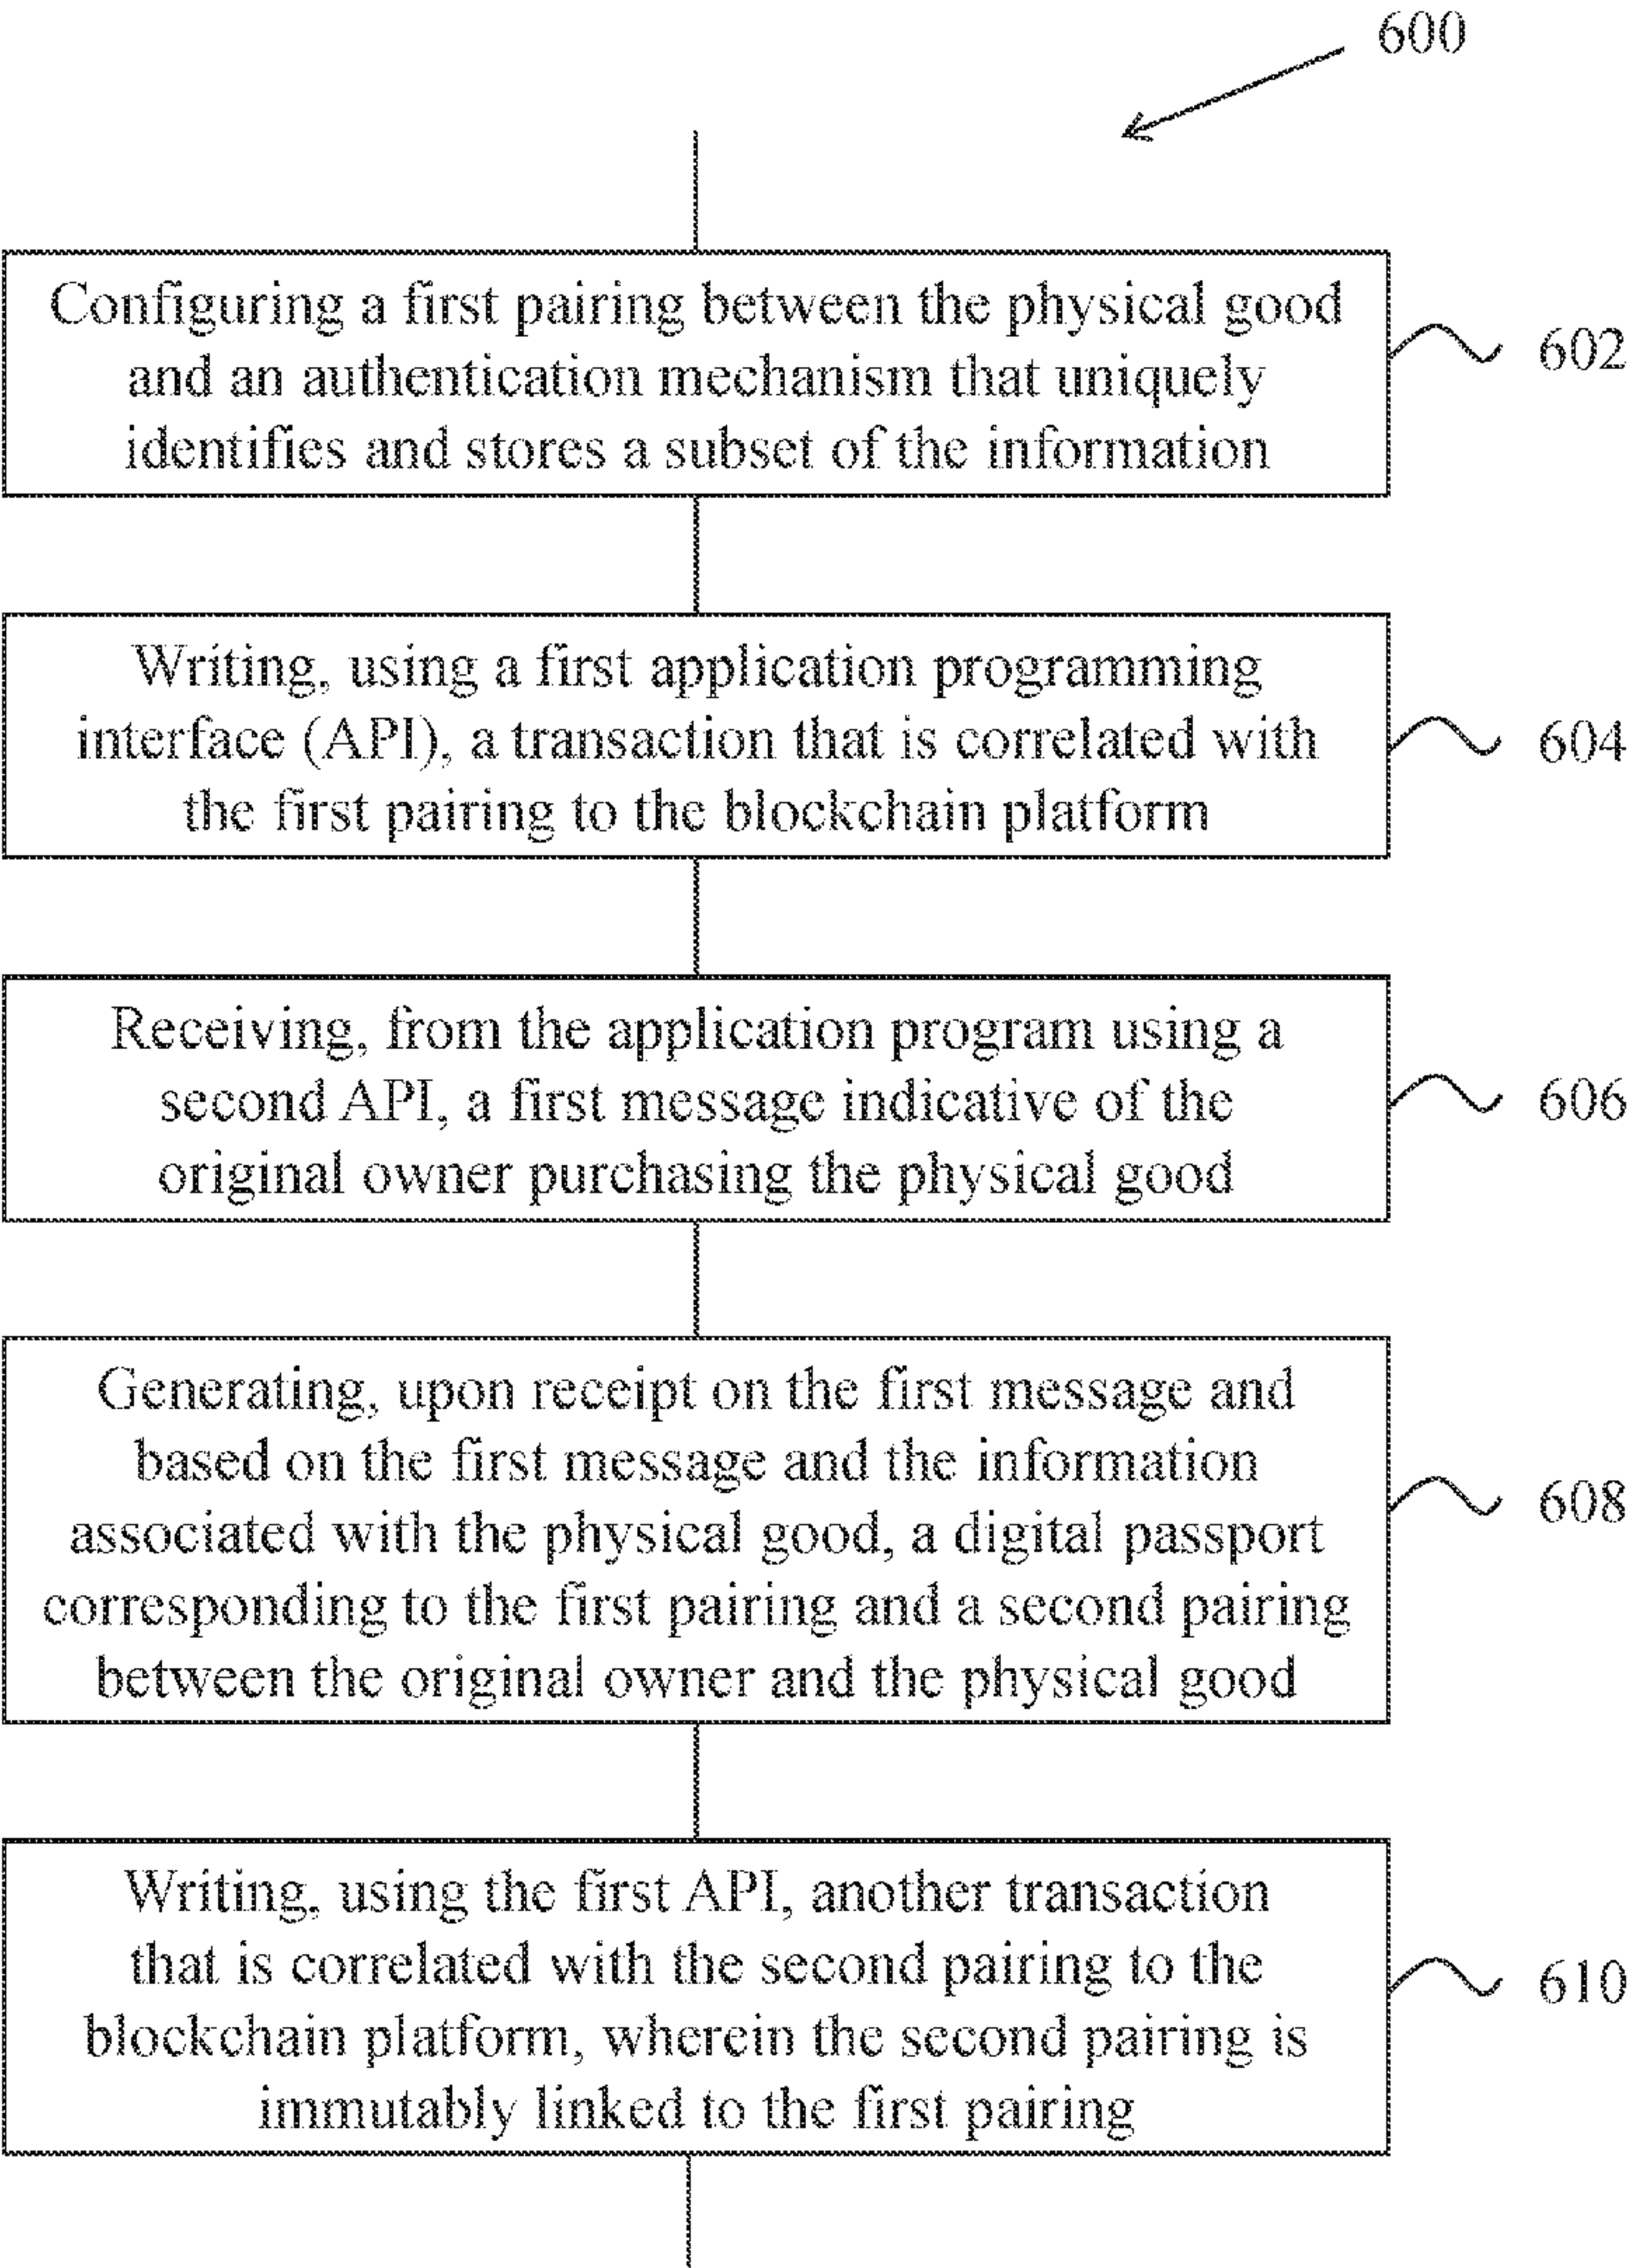 600
Configuring a first pairing between the physical good
and an authentication mechanism that uniquely
identifies and stores a subset of the information
602
Writing, using a first application programming
interface (API), a transaction that is correlated with
the first pairing to the blockchain platform
604
Receiving, from the application program using a
second API, a first message indicative of the
original owner purchasing the physical good
606
Generating, upon receipt on the first message and
based on the first message and the information
associated with the physical good, a digital passport
corresponding to the first pairing and a second pairing
between the original owner and the physical good
608
Writing, using the first API, another transaction
that is correlated with the second pairing to the
blockchain platform, wherein the second pairing is
immutably linked to the first pairing
610